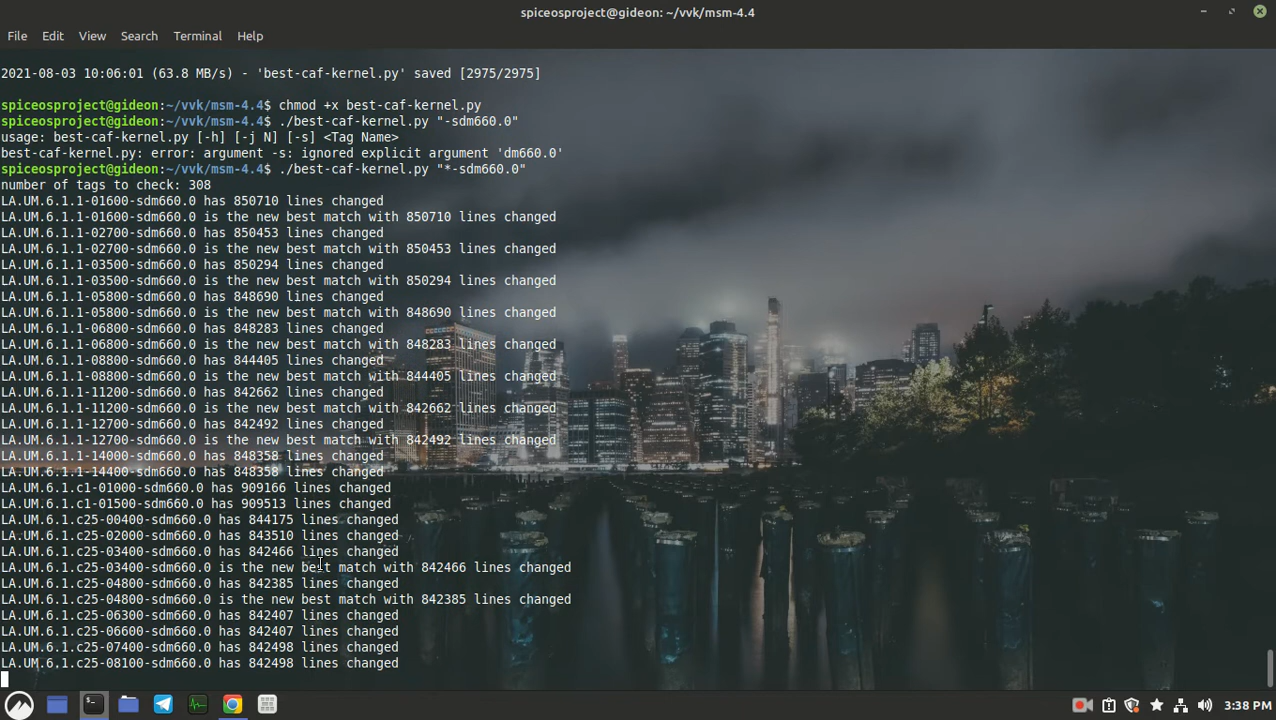 spiceosproject@gideon: ~/vvk/msm-4.4
File Edit View Search Terminal Help
2021-08-03 10:06:01 (63.8 MB/s) - 'best-caf-kernel.py' saved [2975/2975]
spiceosproject@gideon:~/vvk/msm-4.4$ chmod +x best-caf-kernel.py
spiceosproject@gideon:~/vvk/msm-4.4$ ./best-caf-kernel.py "-sdm660.0"
usage: best-caf-kernel.py [-h] [-j N] [-s] <Tag Name>
best-caf-kernel.py: error: argument -s: ignored explicit argument 'dm660.0'
spiceosproject@gideon:~/vvk/msm-4.4$ ./best-caf-kernel.py "*-sdm660.0"
number of tags to check: 308
LA.UM.6.1.1-01600-sdm660.0 has 850710 lines changed
LA.UM.6.1.1-01600-sdm660.0 is the new best match with 850710 lines changed
LA.UM.6.1.1-02700-sdm660.0 has 850453 lines changed
LA.UM.6.1.1-02700-sdm660.0 is the new best match with 850453 lines changed
LA.UM.6.1.1-03500-sdm660.0 has 850294 lines changed
LA.UM.6.1.1-03500-sdm660.0 is the new best match with 850294 lines changed
LA.UM.6.1.1-05800-sdm660.0 has 848690 lines changed
LA.UM.6.1.1-05800-sdm660.0 is the new best match with 848690 lines changed
LA.UM.6.1.1-06800-sdm660.0 has 848283 lines changed
LA.UM.6.1.1-06800-sdm660.0 is the new best match with 848283 lines changed
LA.UM.6.1.1-08800-sdm660.0 has 844405 lines changed
LA.UM.6.1.1-08800-sdm660.0 is the new best match with 844405 lines changed
LA.UM.6.1.1-11200-sdm660.0 has 842662 lines changed
LA.UM.6.1.1-11200-sdm660.0 is the new best match with 842662 lines changed
LA.UM.6.1.1-12700-sdm660.0 has 842492 lines changed
LA.UM.6.1.1-12700-sdm660.0 is the new best match with 842492 lines changed
LA.UM.6.1.1-14000-sdm660.0 has 848358 lines changed
LA.UM.6.1.1-14400-sdm660.0 has 848358 lines changed
LA.UM.6.1.c1-01000-sdm660.0 has 909166 lines changed
LA.UM.6.1.c1-01500-sdm660.0 has 909513 lines changed
LA.UM.6.1.c25-00400-sdm660.0 has 844175 lines changed
LA.UM.6.1.c25-02000-sdm660.0 has 843510 lines changed
LA.UM.6.1.c25-03400-sdm660.0 has 842466 lines changed
LA.UM.6.1.c25-03400-sdm660.0 is the new best match with 842466 lines changed
LA.UM.6.1.c25-04800-sdm660.0 has 842385 lines changed
LA.UM.6.1.c25-04800-sdm660.0 is the new best match with 842385 lines changed
LA.UM.6.1.c25-06300-sdm660.0 has 842407 lines changed
LA.UM.6.1.c25-06600-sdm660.0 has 842407 lines changed
LA.UM.6.1.c25-07400-sdm660.0 has 842498 lines changed
LA.UM.6.1.c25-08100-sdm660.0 has 842498 lines changed
3:38 PM